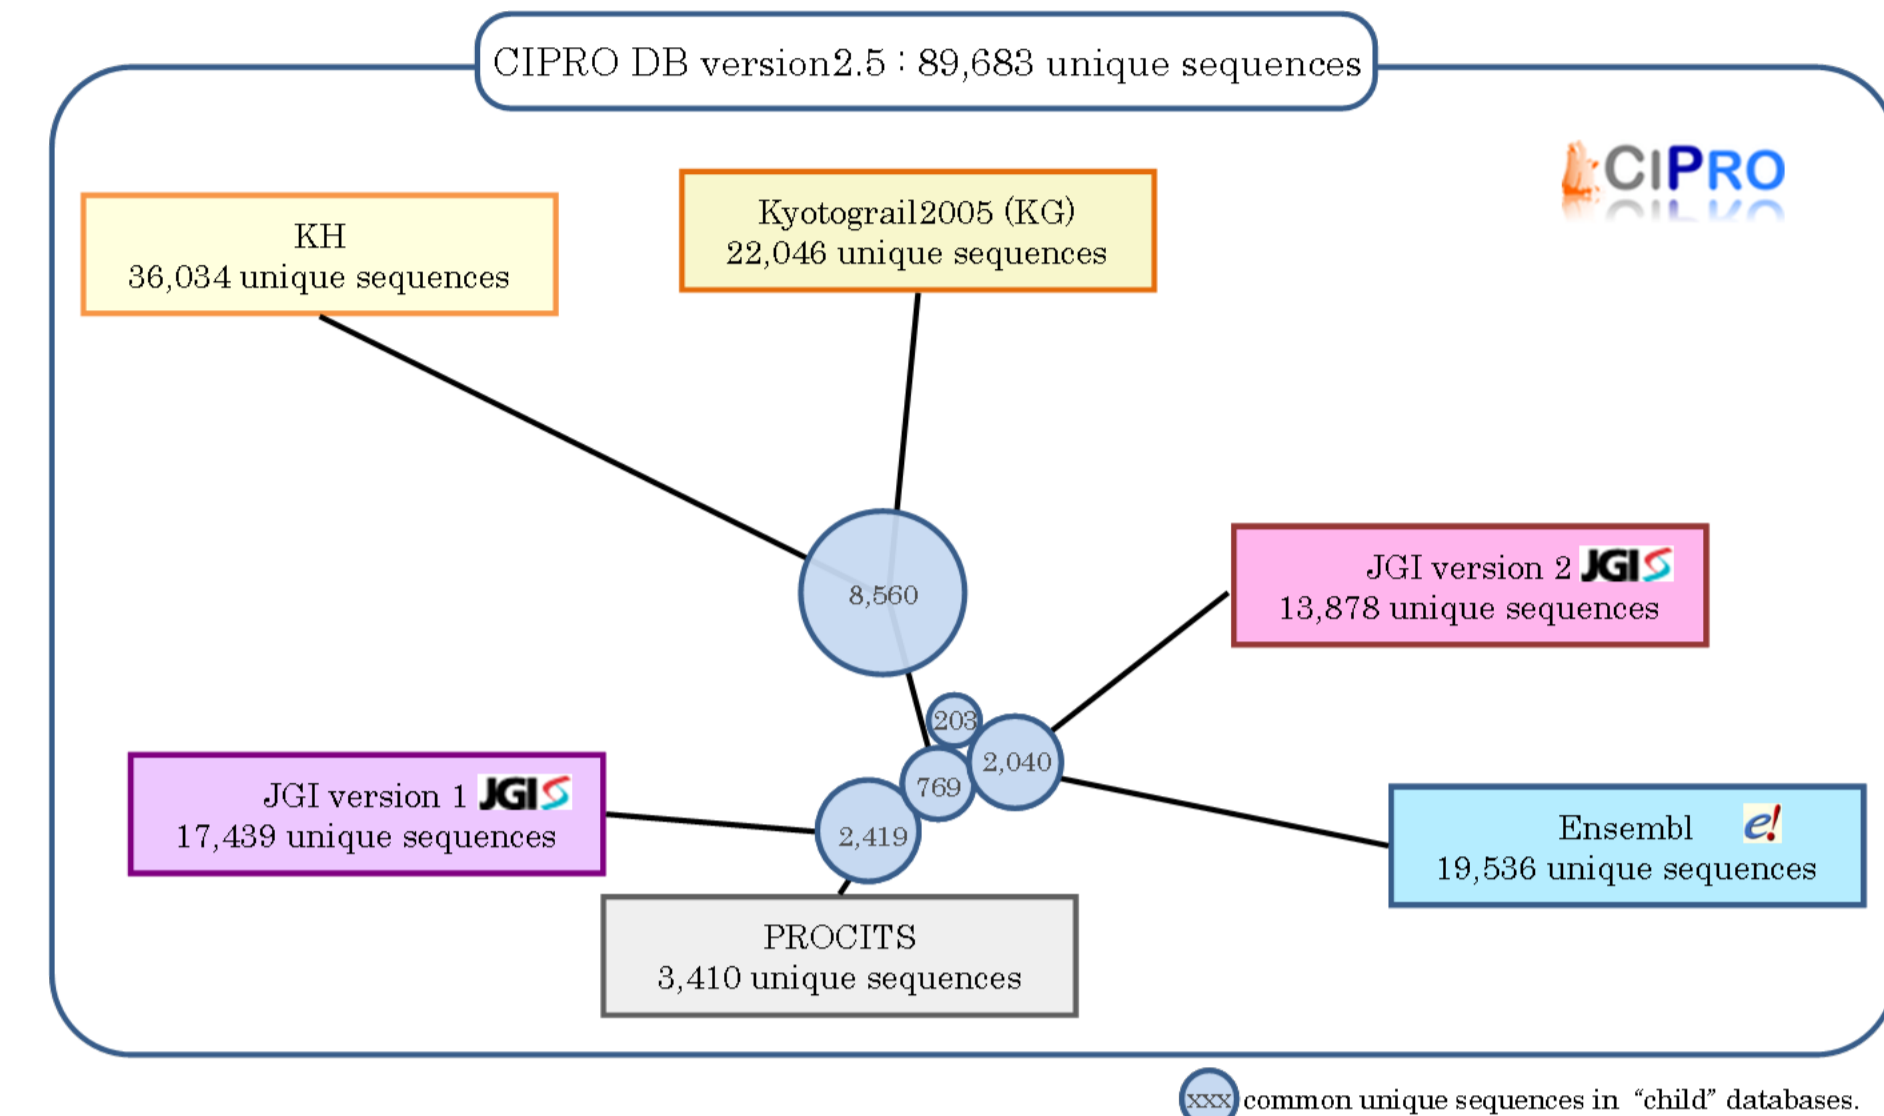 CIPRO DB version2.5 : 89,683 unique sequences
CIPRO
KH
36,034 unique sequences
Kyotograil2005 (KG)
22,046 unique sequences
8,560
JGI version 2 JGI
13,878 unique sequences
203
2,040
769
JGI version 1 JGI
17,439 unique sequences
2,419
Ensembl e!
19,536 unique sequences
PROCITS
3,410 unique sequences
xxx common unique sequences in “child” databases.